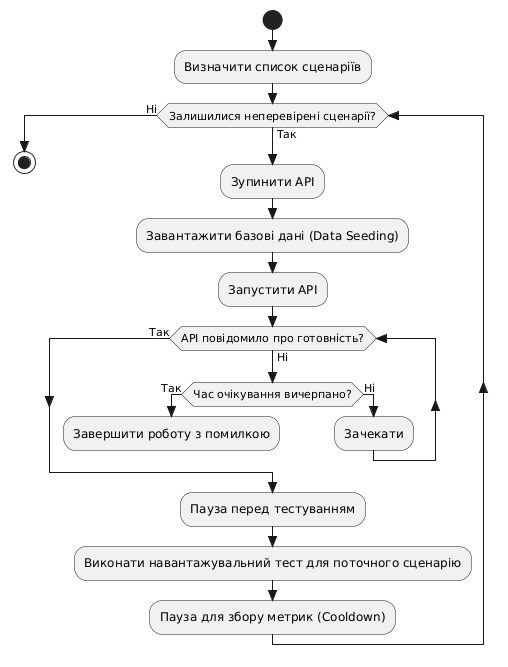 Визначити список сценаріїв
Ні
Залишилися неперевірені сценарії?
Так
Зупинити API
Завантажити базові дані (Data Seeding)
Запустити API
Так
API повідомило про готовність?
Ні
Так
Час очікування вичерпано?
Ні
Завершити роботу з помилкою
Зачекати
Пауза перед тестуванням
Виконати навантажувальний тест для поточного сценарію
Пауза для збору метрик (Cooldown)